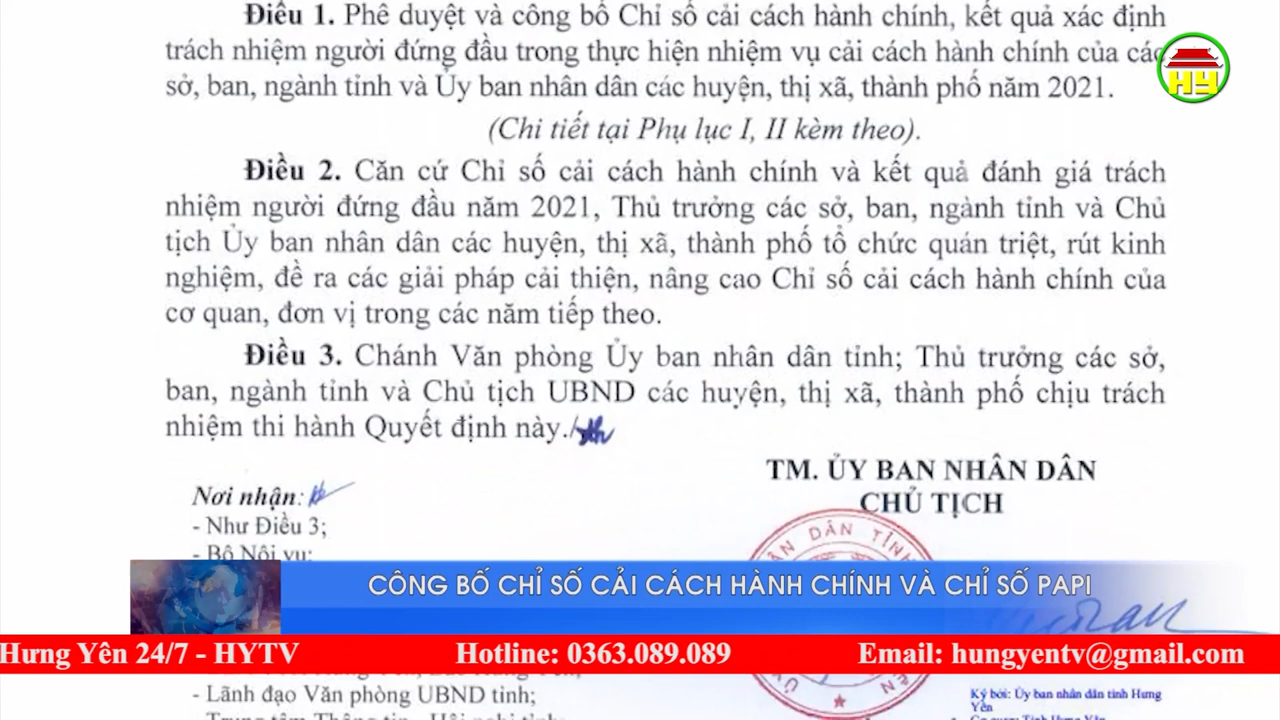 Điều 1. Phê duyệt và công bố Chỉ số cải cách hành chính, kết quả xác định
trách nhiệm người đứng đầu trong thực hiện nhiệm vụ cải cách hành chính của các
sở, ban, ngành tỉnh và Ủy ban nhân dân các huyện, thị xã, thành phố năm 2021.
HY
(Chi tiết tại Phụ lục I, II kèm theo).
Điều 2. Căn cứ Chỉ số cải cách hành chính và kết quả đánh giá trách
nhiệm người đứng đầu năm 2021, Thủ trưởng các sở, ban, ngành tỉnh và Chủ
tịch Ủy ban nhân dân các huyện, thị xã, thành phố tổ chức quán triệt, rút kinh
nghiệm, đề ra các giải pháp cải thiện, nâng cao Chỉ số cải cách hành chính của
cơ quan, đơn vị trong các năm tiếp theo.
Điều 3. Chánh Văn phòng Ủy ban nhân dân tỉnh; Thủ trưởng các sở,
ban, ngành tỉnh và Chủ tịch UBND các huyện, thị xã, thành phố chịu trách
nhiệm thi hành Quyết định này./
TM. ỦY BAN NHÂN DÂN
CHỦ TỊCH
Nơi nhận:
- Như Điều 3;
- Bộ Nội vụ;
DÂN TỈNH
CÔNG BỐ CHỈ SỐ CẢI CÁCH HÀNH CHÍNH VÀ CHỈ SỐ PAPI
Hưng Yên 24/7 - HYTV Hotline: 0363.089.089 Email: hungyentv@gmail.com
- Lãnh đạo Văn phòng UBND tỉnh;
Ký bởi: Ủy ban nhân dân tỉnh Hưng
Yên